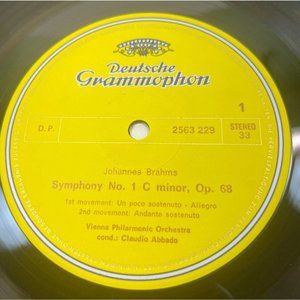 Deutsche
Grammophon
1
D.P.
2563 229
STEREO
33
Johannes Brahms
Symphony No. 1 C minor, Op. 68
1st movement: Un poco sostenuto - Allegro
2nd movement: Andante sostenuto
Vienna Philharmonic Orchestra
cond.: Claudio Abbado